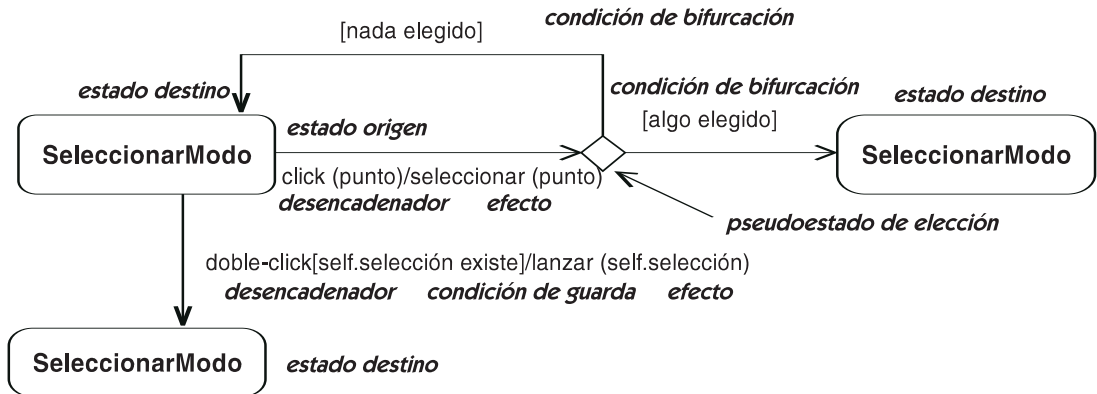 condición de bifurcación
[nada elegido]
estado destino
condición de bifurcación
estado destino
[algo elegido]
estado origen
SeleccionarModo
SeleccionarModo
click (punto)/seleccionar (punto)
desencadenador efecto
pseudoestado de elección
doble-click[self.selección existe]/lanzar (self.selección)
desencadenador condición de guarda efecto
SeleccionarModo
estado destino